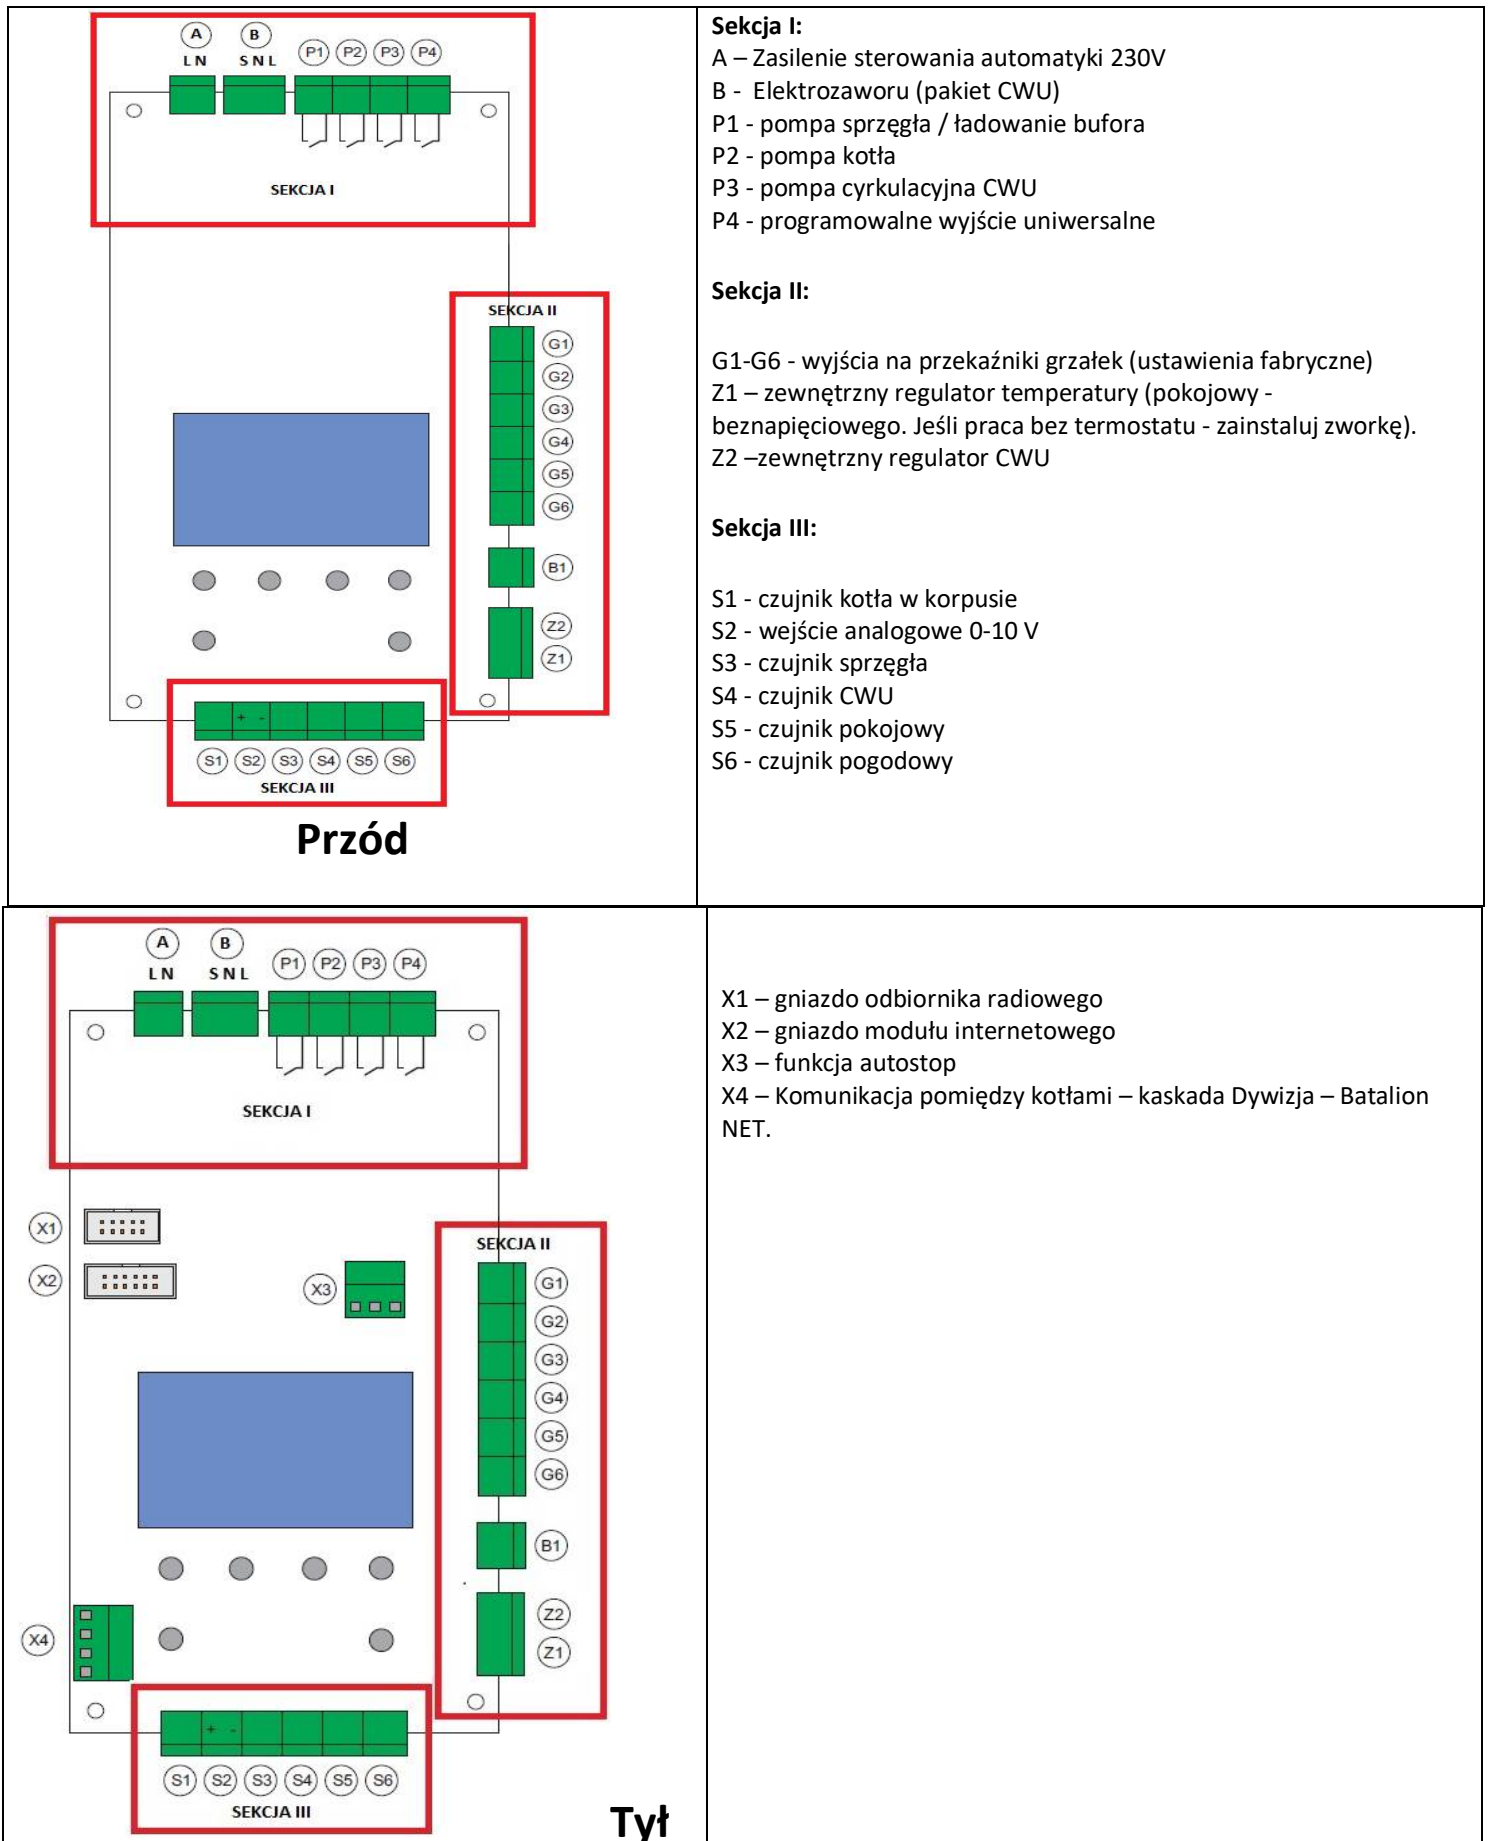 A B P1 P2 P3 P4
L N S N L
SEKCJA I
SEKCJA II
G1
G2
G3
G4
G5
G6
B1
Z2
Z1
+ -
S1 S2 S3 S4 S5 S6
SEKCJA III
Przód
Sekcja I:
A – Zasilenie sterowania automatyki 230V
B - Elektrozaworu (pakiet CWU)
P1 - pompa sprzęgła / ładowanie bufora
P2 - pompa kotła
P3 - pompa cyrkulacyjna CWU
P4 - programowalne wyjście uniwersalne
Sekcja II:
G1-G6 - wyjścia na przekaźniki grzałek (ustawienia fabryczne)
Z1 – zewnętrzny regulator temperatury (pokojowy -
beznapięciowego. Jeśli praca bez termostatu - zainstaluj zworkę).
Z2 –zewnętrzny regulator CWU
Sekcja III:
S1 - czujnik kotła w korpusie
S2 - wejście analogowe 0-10 V
S3 - czujnik sprzęgła
S4 - czujnik CWU
S5 - czujnik pokojowy
S6 - czujnik pogodowy
A B P1 P2 P3 P4
L N S N L
SEKCJA I
X1
X2
X3
SEKCJA II
G1
G2
G3
G4
G5
G6
B1
Z2
Z1
X4
+ -
S1 S2 S3 S4 S5 S6
SEKCJA III
Tył
X1 – gniazdo odbiornika radiowego
X2 – gniazdo modułu internetowego
X3 – funkcja autostop
X4 – Komunikacja pomiędzy kotłami – kaskada Dywizja – Batalion
NET.